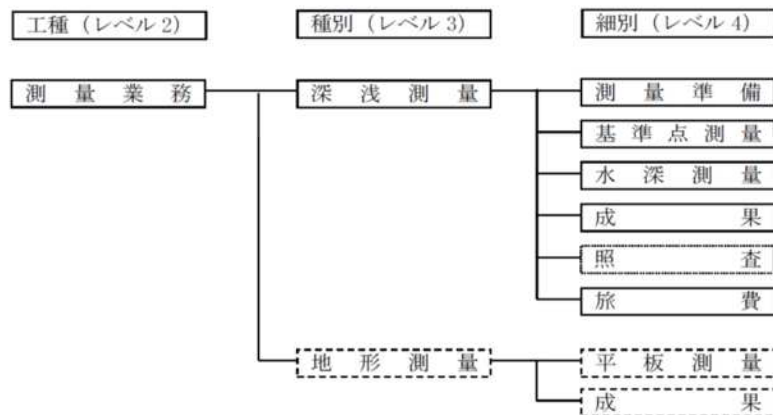 工種（レベル2） 種別（レベル3） 細別（レベル4）
測量業務 深浅測量 測量準備
基準点測量
水深測量
成果
照査
旅費
地形測量 平板測量
成果